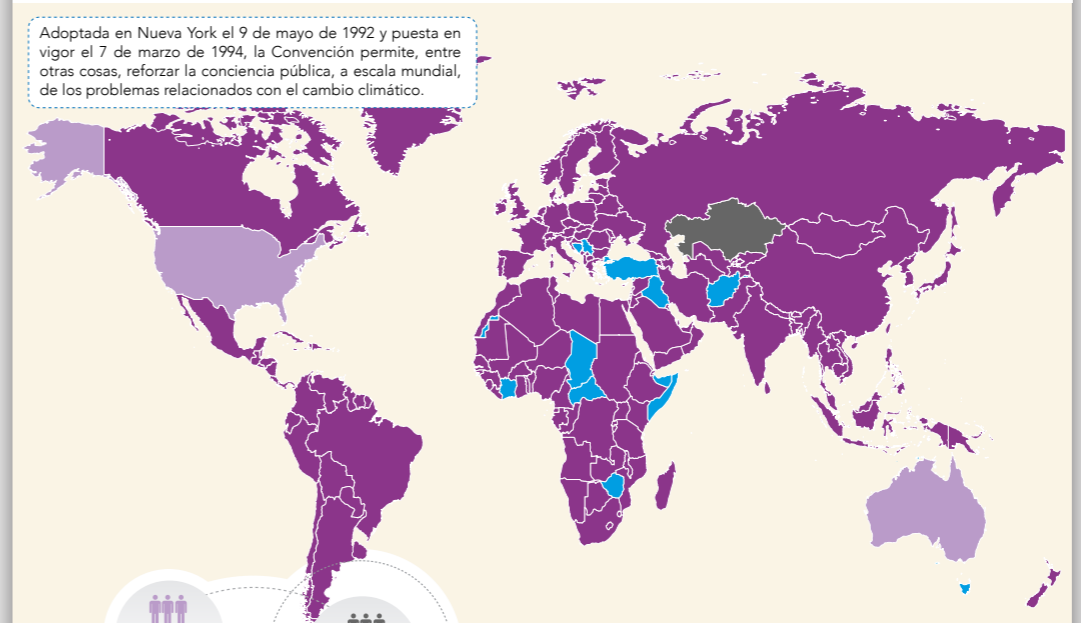 Adoptada en Nueva York el 9 de mayo de 1992 y puesta en
vigor el 7 de marzo de 1994, la Convención permite, entre
otras cosas, reforzar la conciencia pública, a escala mundial,
de los problemas relacionados con el cambio climático.